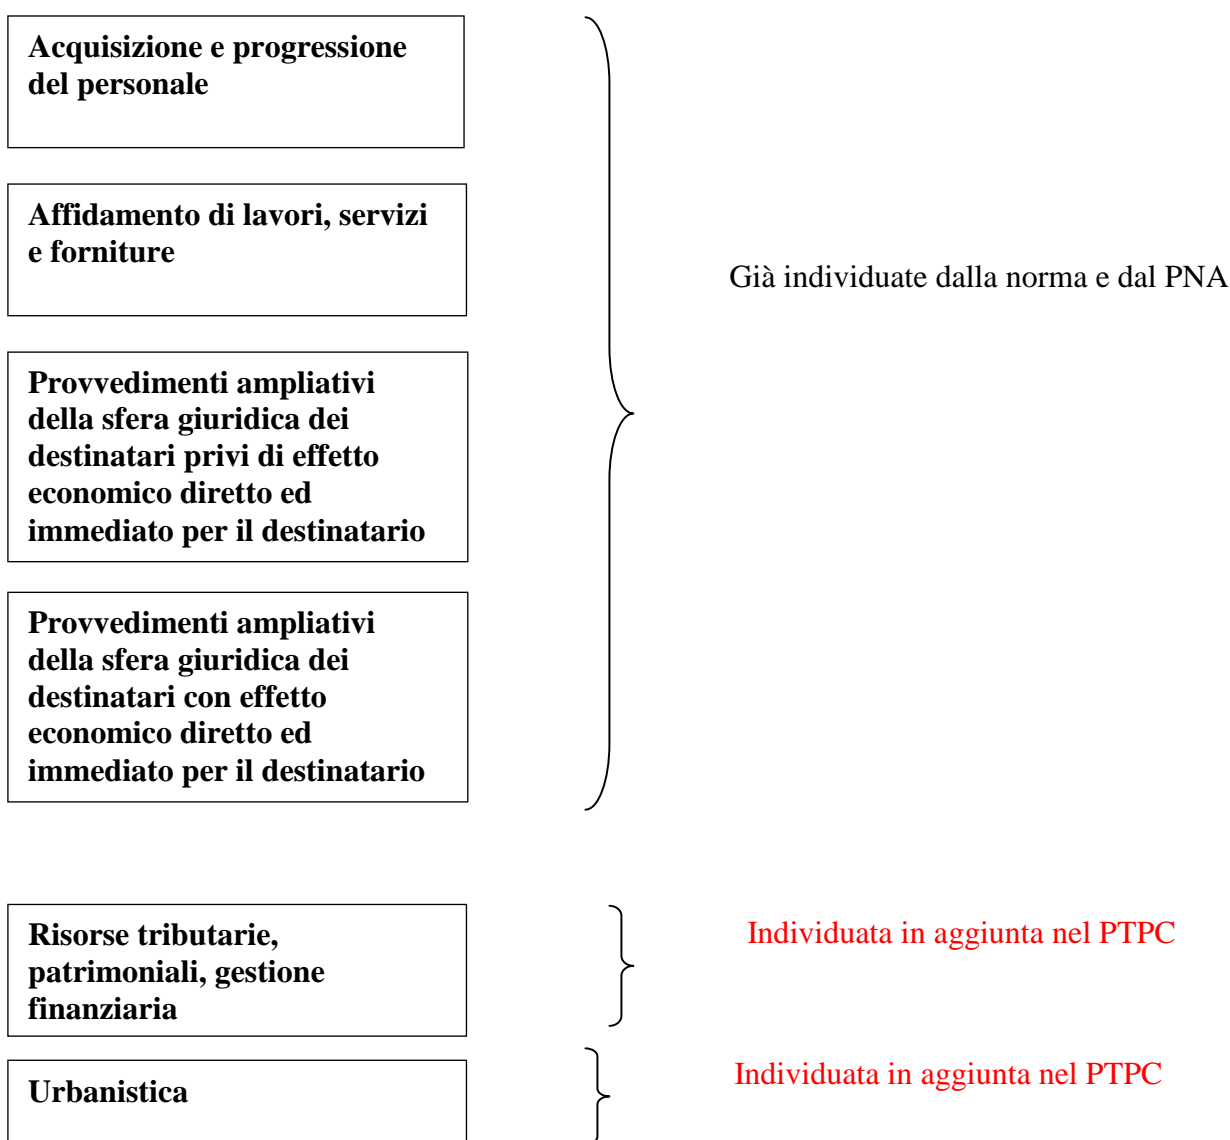 Acquisizione e progressione
del personale
Affidamento di lavori, servizi
e forniture
Già individuate dalla norma e dal PNA
Provvedimenti ampliativi
della sfera giuridica dei
destinatari privi di effetto
economico diretto ed
immediato per il destinatario
Provvedimenti ampliativi
della sfera giuridica dei
destinatari con effetto
economico diretto ed
immediato per il destinatario
Risorse tributarie,
patrimoniali, gestione
finanziaria
Individuata in aggiunta nel PTPC
Urbanistica
Individuata in aggiunta nel PTPC